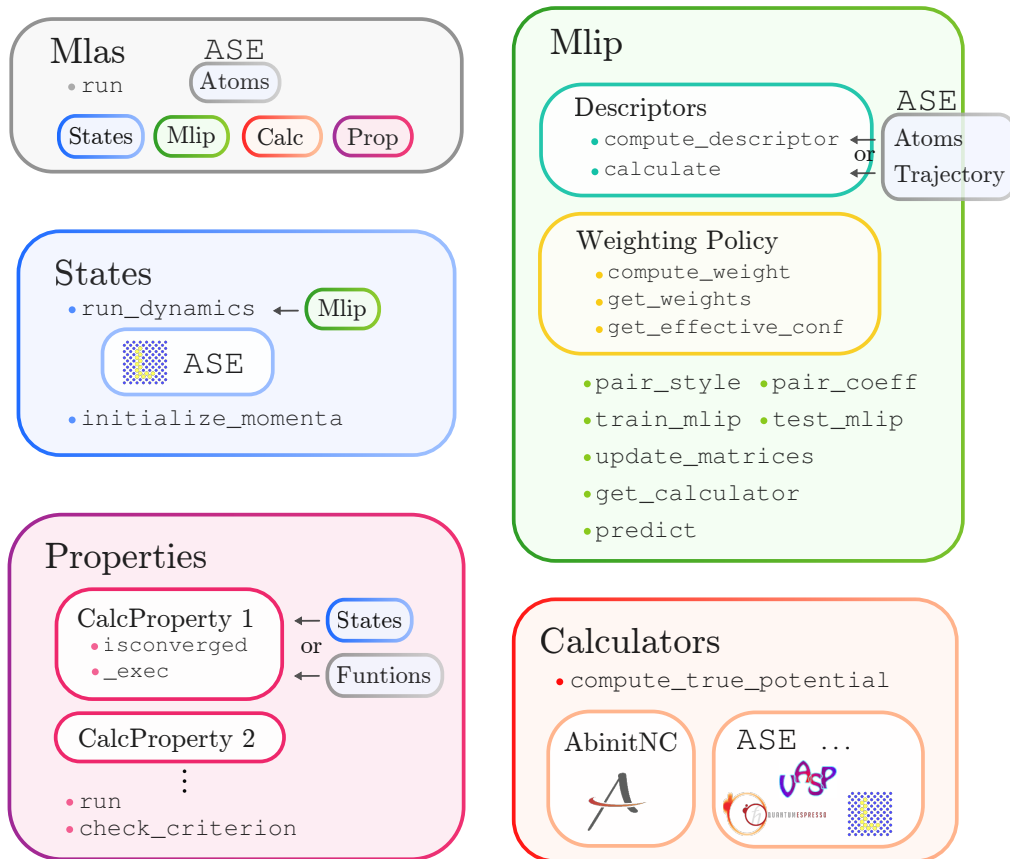 Mlas
ASE
run
Atoms
States Mlip Calc Prop
States
run_dynamics
Mlip
L ASE
initialize_momenta
Properties
CalcProperty 1
isconverged
_exec
States
or
Funtions
CalcProperty 2
⋮
run
check_criterion
Mlip
Descriptors
compute_descriptor
calculate
ASE
Atoms
or
Trajectory
Weighting Policy
compute_weight
get_weights
get_effective_conf
pair_style pair_coeff
train_mlip test_mlip
update_matrices
get_calculator
predict
Calculators
compute_true_potential
AbinitNC
ASE ...
VASP
QUANTUMESPRESSO
L